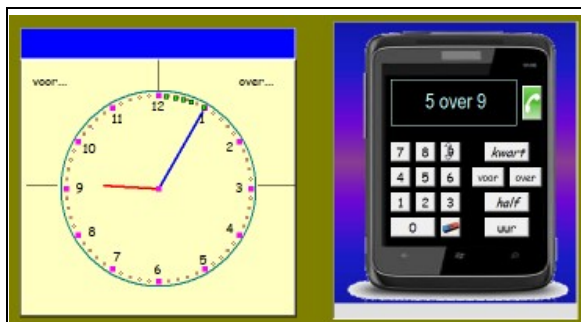 voor... over...
12
11 1
10 2
9 3
8 4
7 5
6
5 over 9
7 8 9 kwart
4 5 6 voor over
1 2 3 half
0 uur